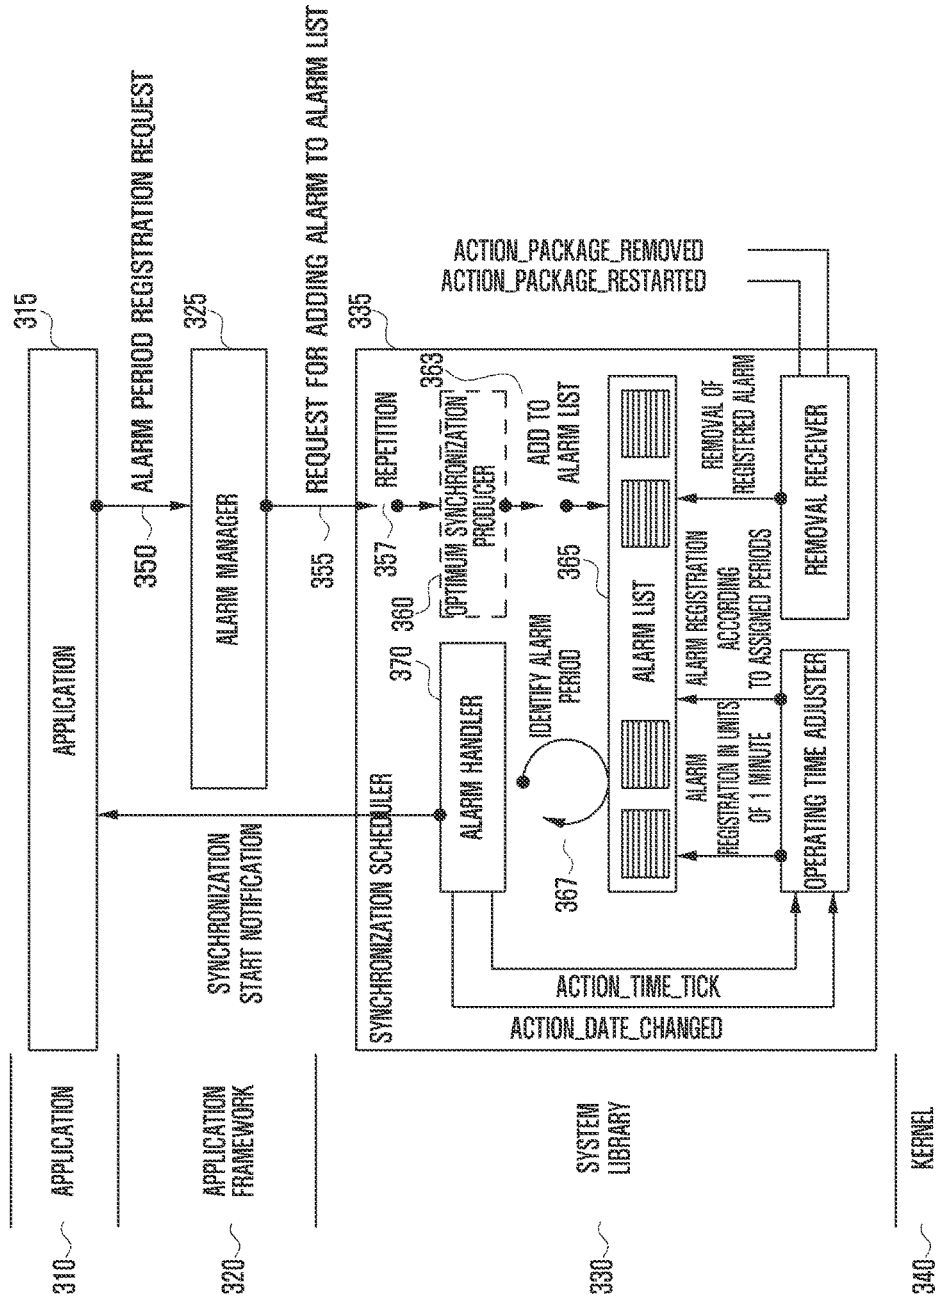 310
APPLICATION
APPLICATION
315
350
ALARM PERIOD REGISTRATION REQUEST
320
APPLICATION
FRAMEWORK
SYNCHRONIZATION
START NOTIFICATION
ALARM MANAGER
325
355
REQUEST FOR ADDING ALARM TO ALARM LIST
330
SYSTEM
LIBRARY
SYNCHRONIZATION SCHEDULER
335
357
REPETITION
370
ALARM HANDLER
360
OPTIMUM SYNCHRONIZATION
PRODUCER
363
367
IDENTIFY ALARM
PERIOD
ADD TO
ALARM LIST
365
ALARM LIST
ALARM
REGISTRATION IN UNITS
OF 1 MINUTE
ALARM REGISTRATION
ACCORDING
TO ASSIGNED PERIODS
REMOVAL OF
REGISTERED ALARM
ACTION_TIME_TICK
ACTION_DATE_CHANGED
OPERATING TIME ADJUSTER
REMOVAL RECEIVER
ACTION_PACKAGE_REMOVED
ACTION_PACKAGE_RESTARTED
340
KERNEL